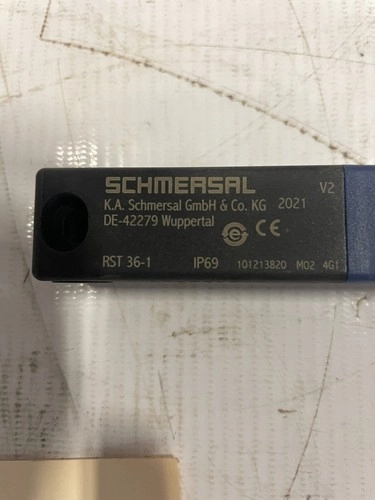 SCHMERSAL V2
K.A. Schmersal GmbH & Co. KG 2021
DE-42279 Wuppertal
e CE
RST 36-1 IP69 101213820 M02 4G1